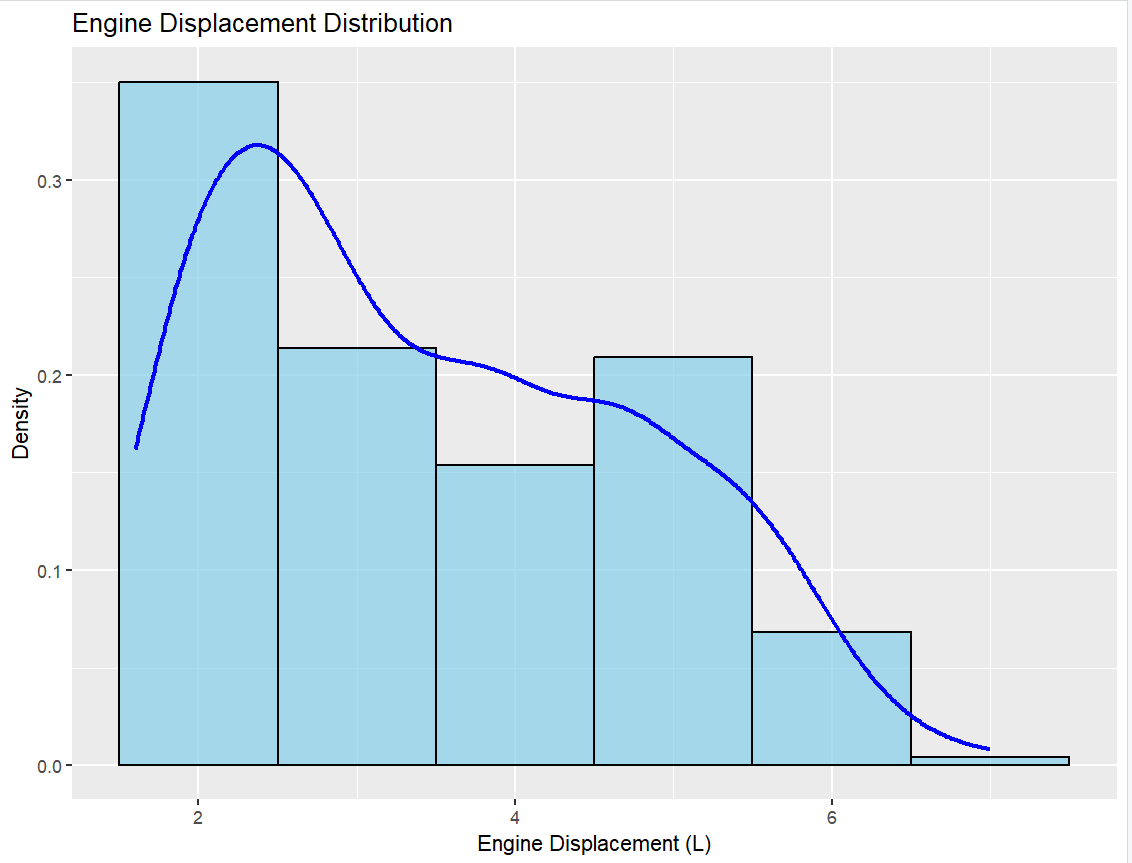 Engine Displacement Distribution
0.3
0.2
0.1
0.0
Density
2
4
6
Engine Displacement (L)